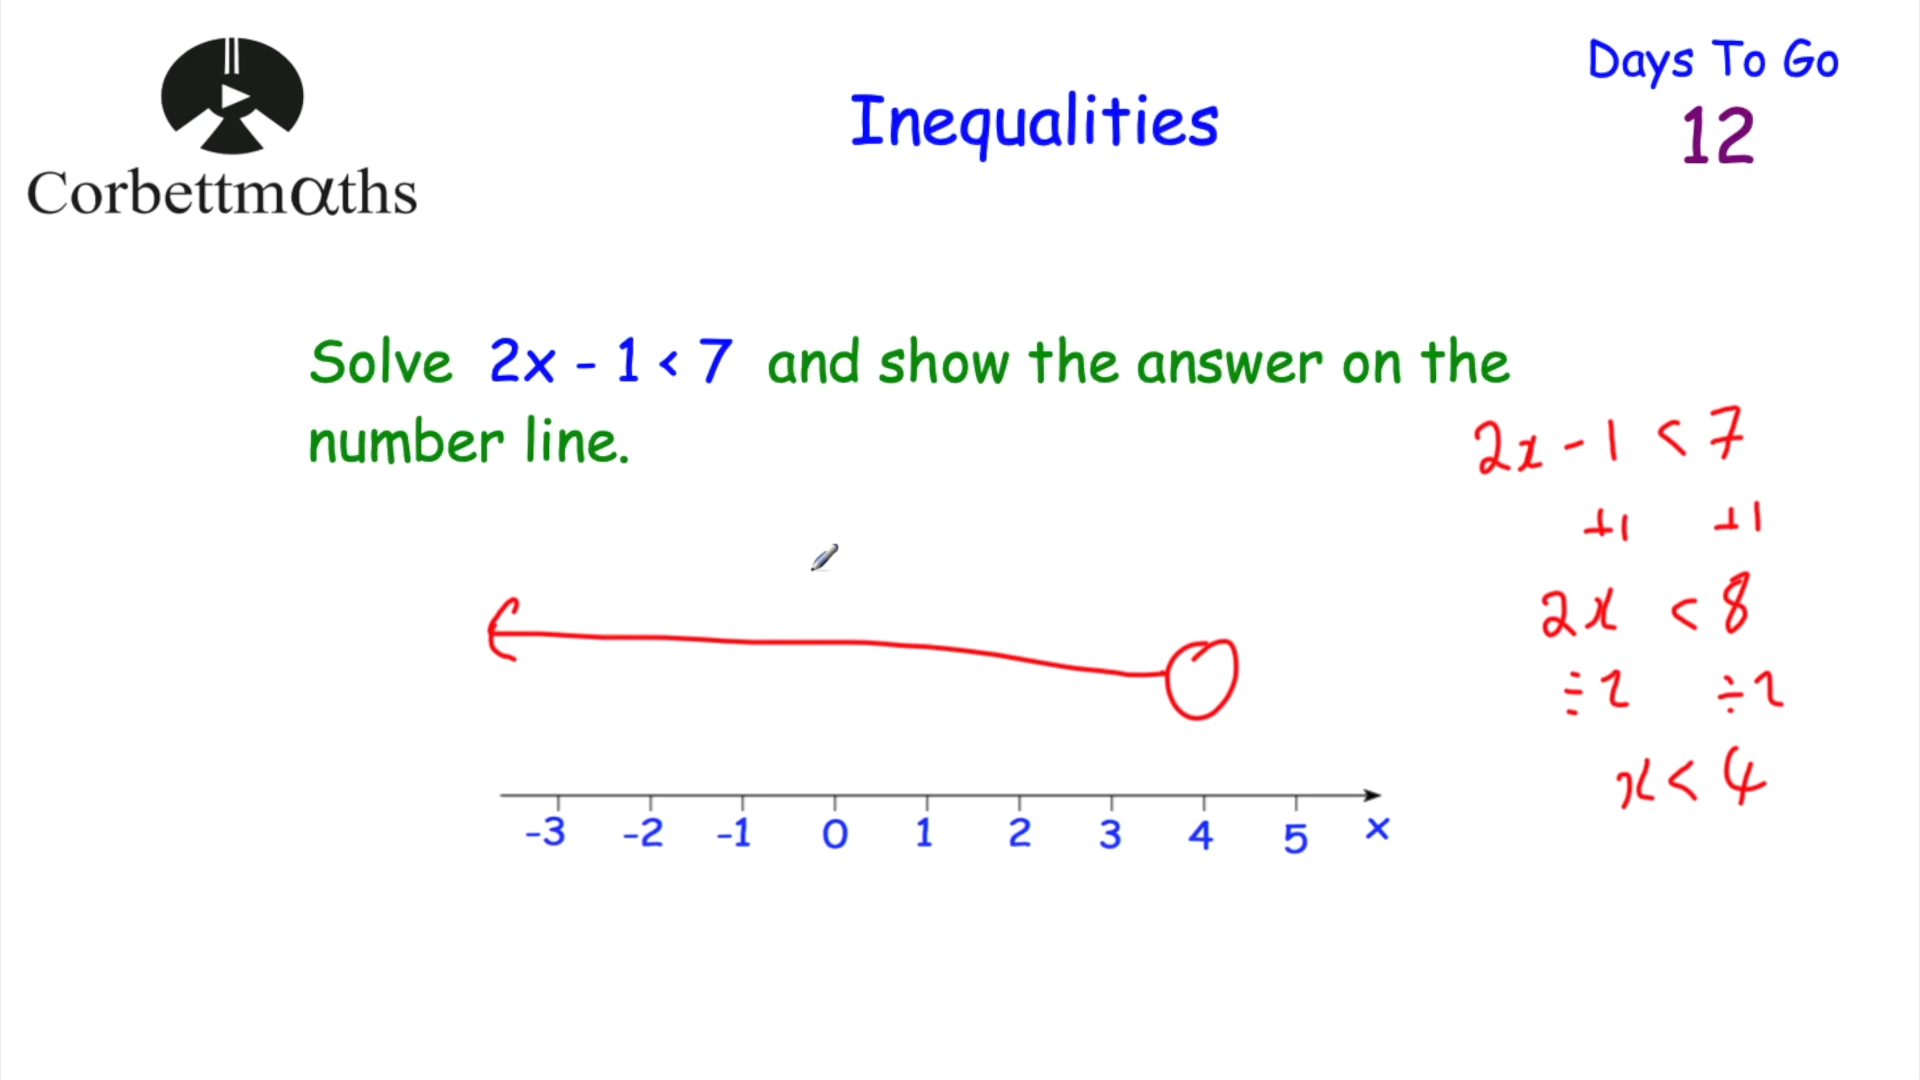 Corbettmαths
Inequalities
Days To Go
12
Solve 2x - 1 < 7 and show the answer on the
number line.
2x - 1 < 7
+1 +1
2x < 8
÷2 ÷2
x < 4
-3 -2 -1 0 1 2 3 4 5 x